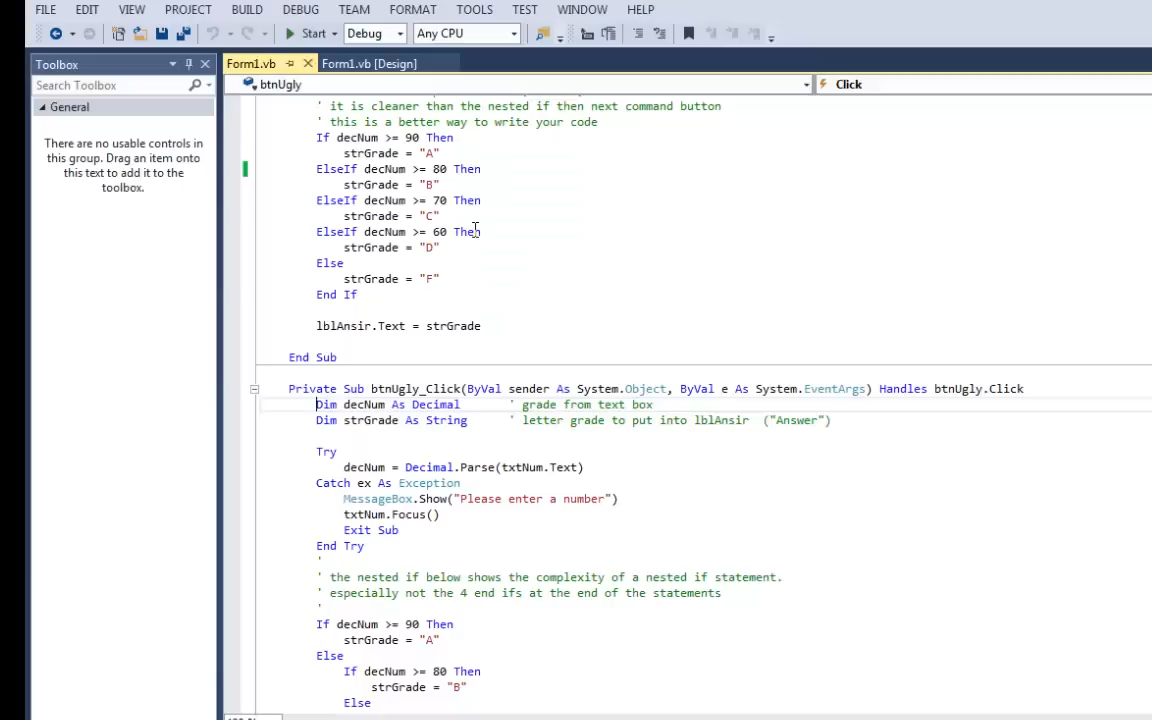 FILE EDIT VIEW PROJECT BUILD DEBUG TEAM FORMAT TOOLS TEST WINDOW HELP
Start Debug Any CPU
Toolbox
Form1.vb Form1.vb [Design]
Search Toolbox
btnUgly Click
General
There are no usable controls in
this group. Drag an item onto
this text to add it to the
toolbox.
' it is cleaner than the nested if then next command button
' this is a better way to write your code
If decNum >= 90 Then
strGrade = "A"
ElseIf decNum >= 80 Then
strGrade = "B"
ElseIf decNum >= 70 Then
strGrade = "C"
ElseIf decNum >= 60 Then
strGrade = "D"
Else
strGrade = "F"
End If
lblAnsir.Text = strGrade
End Sub
Private Sub btnUgly_Click(ByVal sender As System.Object, ByVal e As System.EventArgs) Handles btnUgly.Click
Dim decNum As Decimal ' grade from text box
Dim strGrade As String ' letter grade to put into lblAnsir ("Answer")
Try
decNum = Decimal.Parse(txtNum.Text)
Catch ex As Exception
MessageBox.Show("Please enter a number")
txtNum.Focus()
Exit Sub
End Try
'
' the nested if below shows the complexity of a nested if statement.
' especially not the 4 end ifs at the end of the statements
'
If decNum >= 90 Then
strGrade = "A"
Else
If decNum >= 80 Then
strGrade = "B"
Else